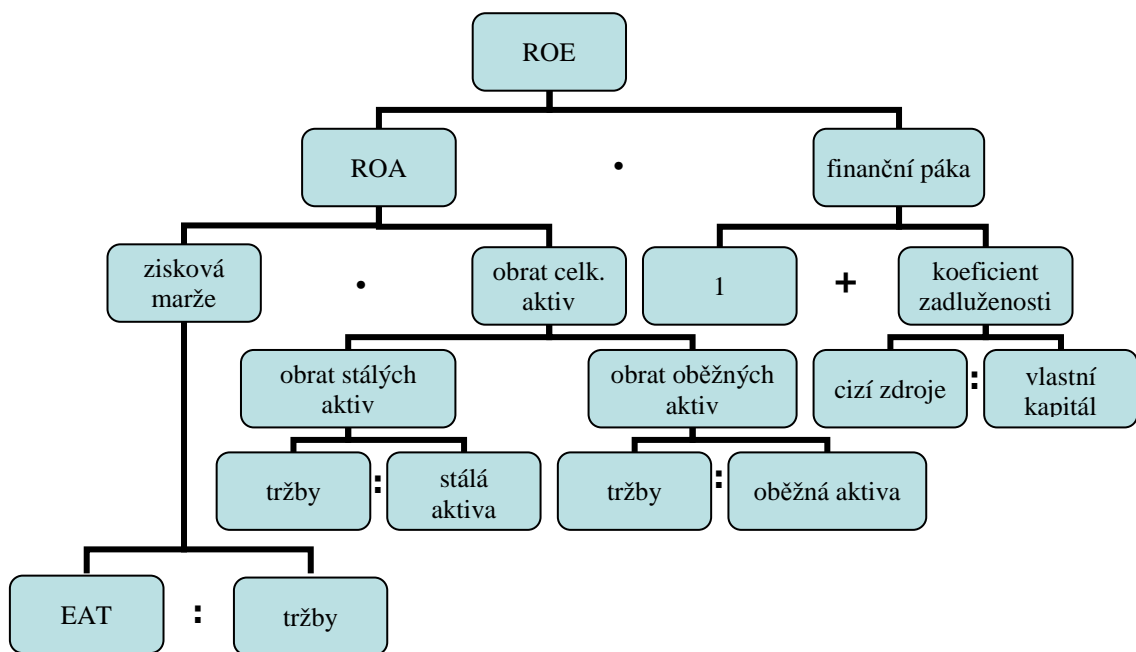 ROE
ROA
·
finanční páka
zisková
marže
·
obrat celk.
aktiv
1
+
koeficient
zadluženosti
obrat stálých
aktiv
obrat oběžných
aktiv
cizí zdroje
:
vlastní
kapitál
tržby
:
stálá
aktiva
tržby
:
oběžná aktiva
EAT
:
tržby